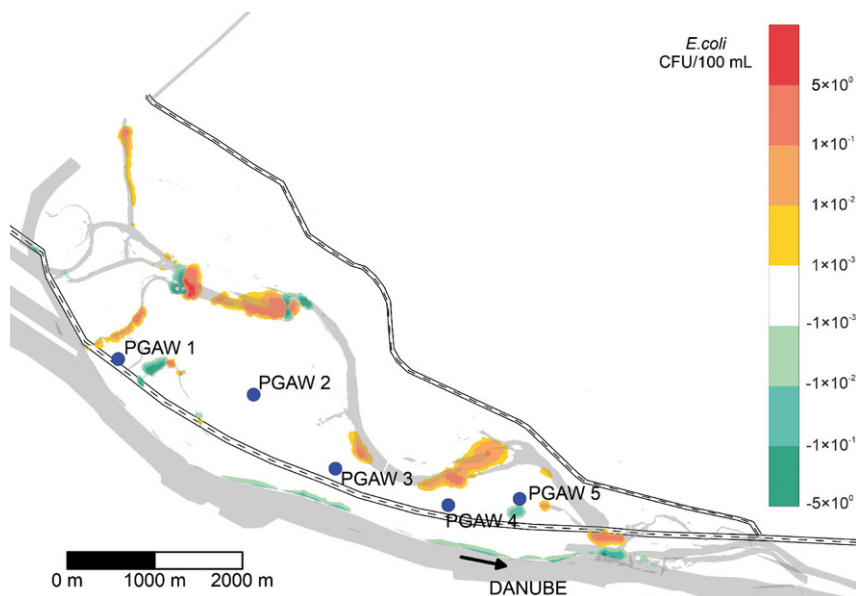 E.coli
CFU/100 mL
5×10⁰
1×10⁻¹
1×10⁻²
1×10⁻³
-1×10⁻³
-1×10⁻²
-1×10⁻¹
-5×10⁰
PGAW 1
PGAW 2
PGAW 3
PGAW 4
PGAW 5
0 m 1000 m 2000 m
DANUBE